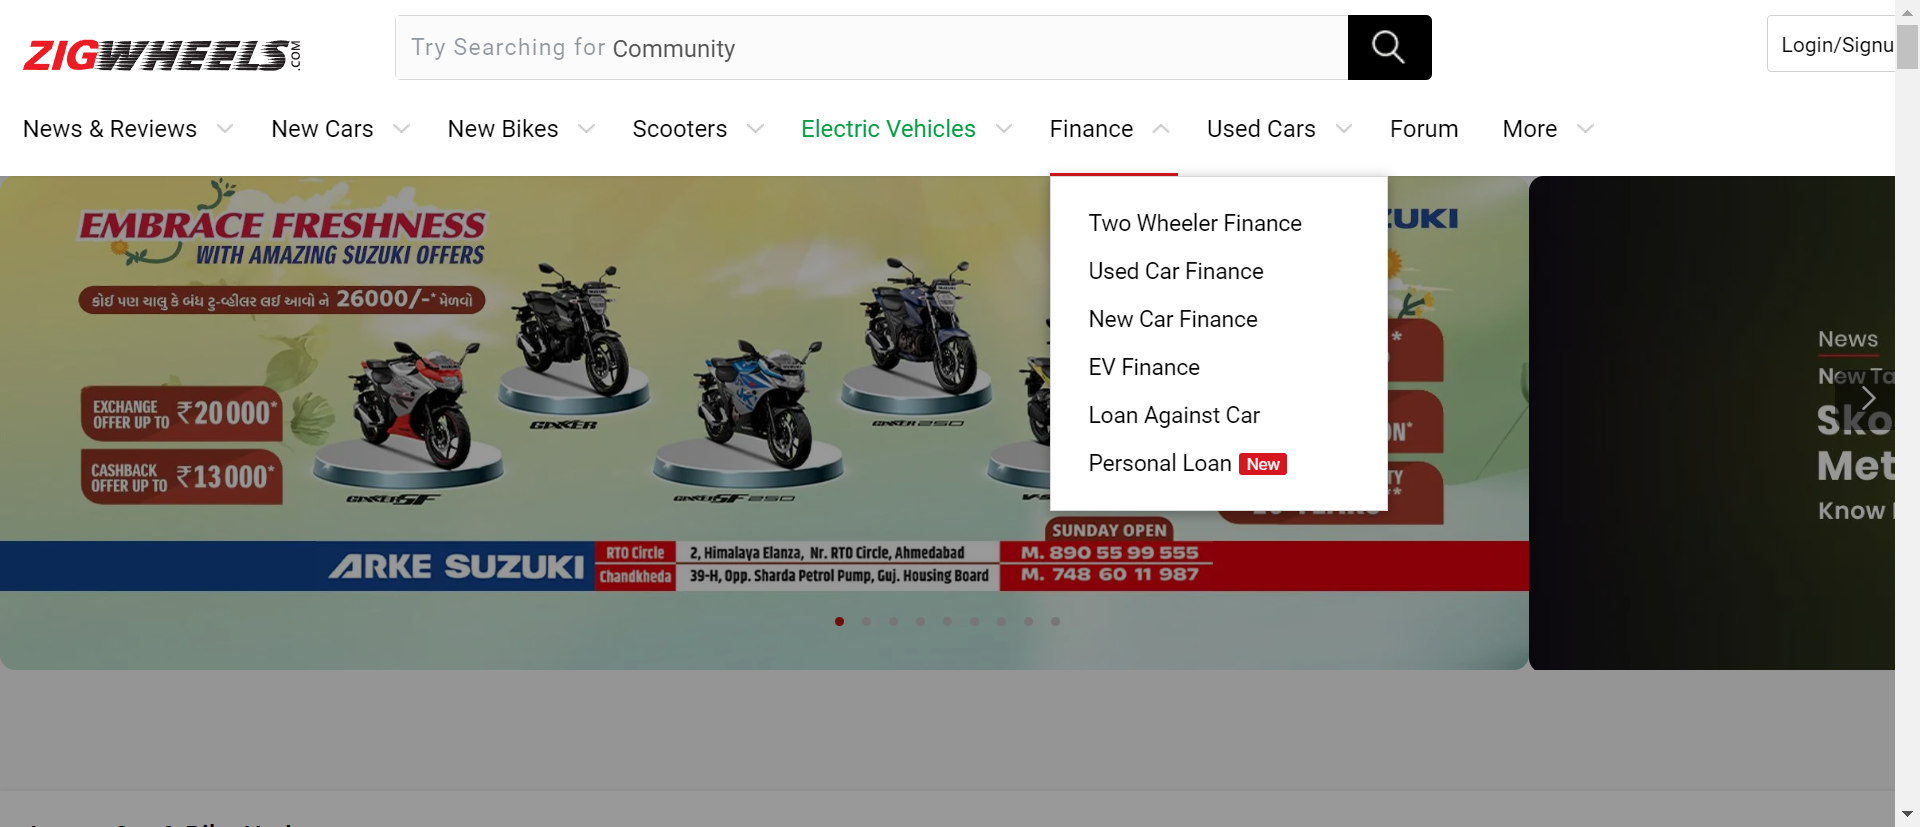 ZIGWHEELS.COM
Try Searching for Community
Login/Signu
News & Reviews
New Cars
New Bikes
Scooters
Electric Vehicles
Finance
Used Cars
Forum
More
EMBRACE FRESHNESS
WITH AMAZING SUZUKI OFFERS
કોઈ પણ ચાલુ કે બંધ ટુ-વ્હીલર લઈ આવો ને 26000/-* મેળવો
EXCHANGE
OFFER UP TO ₹20000*
CASHBACK
OFFER UP TO ₹13000*
GIXXER
GIXXER 250
GIXXER SF
GIXXER SF 250
V-S
Two Wheeler Finance
Used Car Finance
New Car Finance
EV Finance
Loan Against Car
Personal Loan New
ZUKI
ON*
TY
SUNDAY OPEN
ARKE SUZUKI
RTO Circle
2, Himalaya Elanza, Nr. RTO Circle, Ahmedabad
M. 890 55 99 555
Chandkheda
39-H, Opp. Sharda Petrol Pump, Guj. Housing Board
M. 748 60 11 987
News
New Ta
Sko
Met
Know